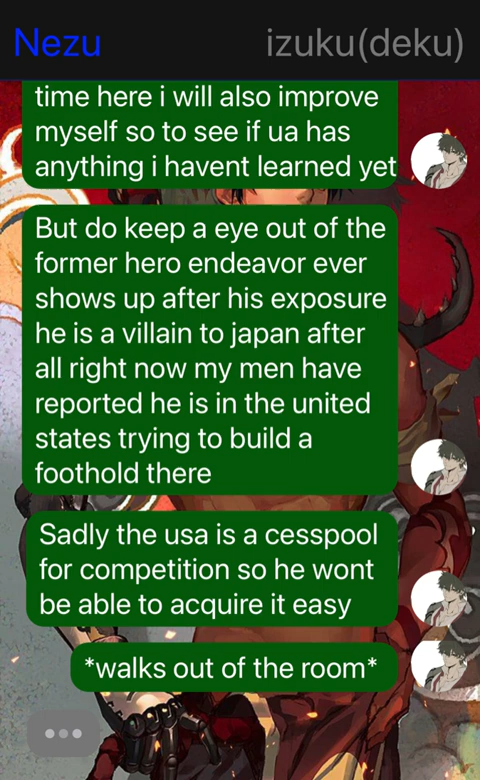 Nezu izuku(deku)
time here i will also improve
myself so to see if ua has
anything i havent learned yet
But do keep a eye out of the
former hero endeavor ever
shows up after his exposure
he is a villain to japan after
all right now my men have
reported he is in the united
states trying to build a
foothold there
Sadly the usa is a cesspool
for competition so he wont
be able to acquire it easy
*walks out of the room*